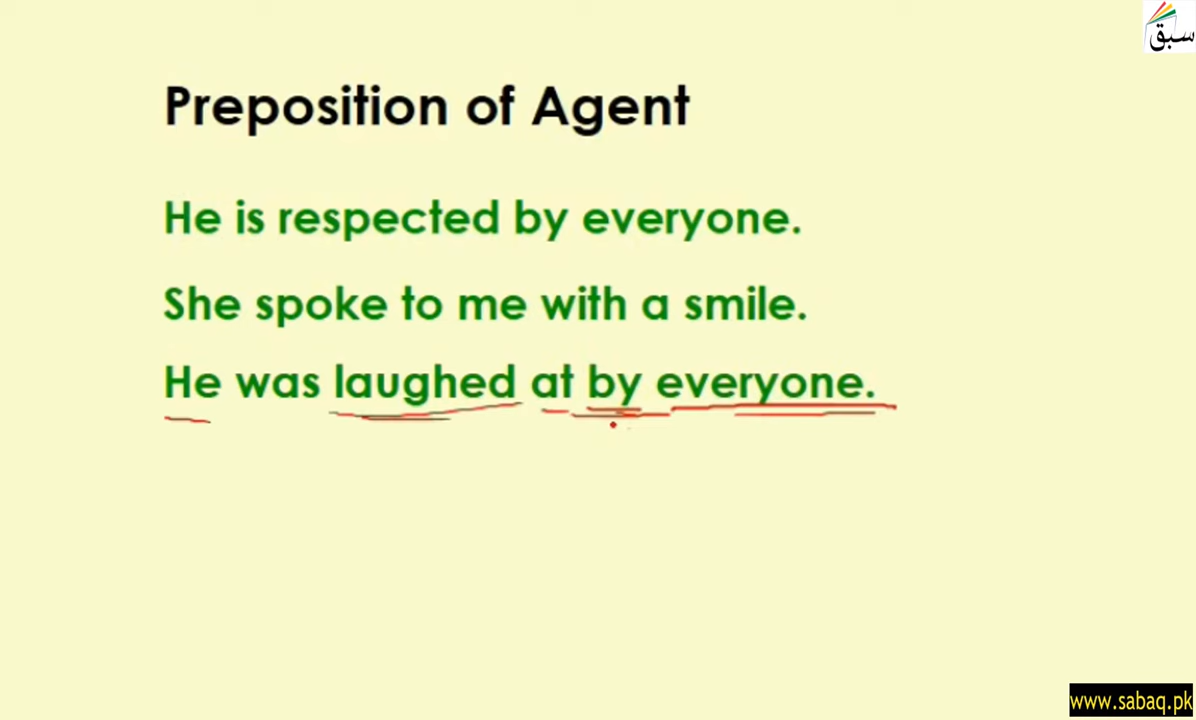 سبق
Preposition of Agent
He is respected by everyone.
She spoke to me with a smile.
He was laughed at by everyone.
www.sabaq.pk